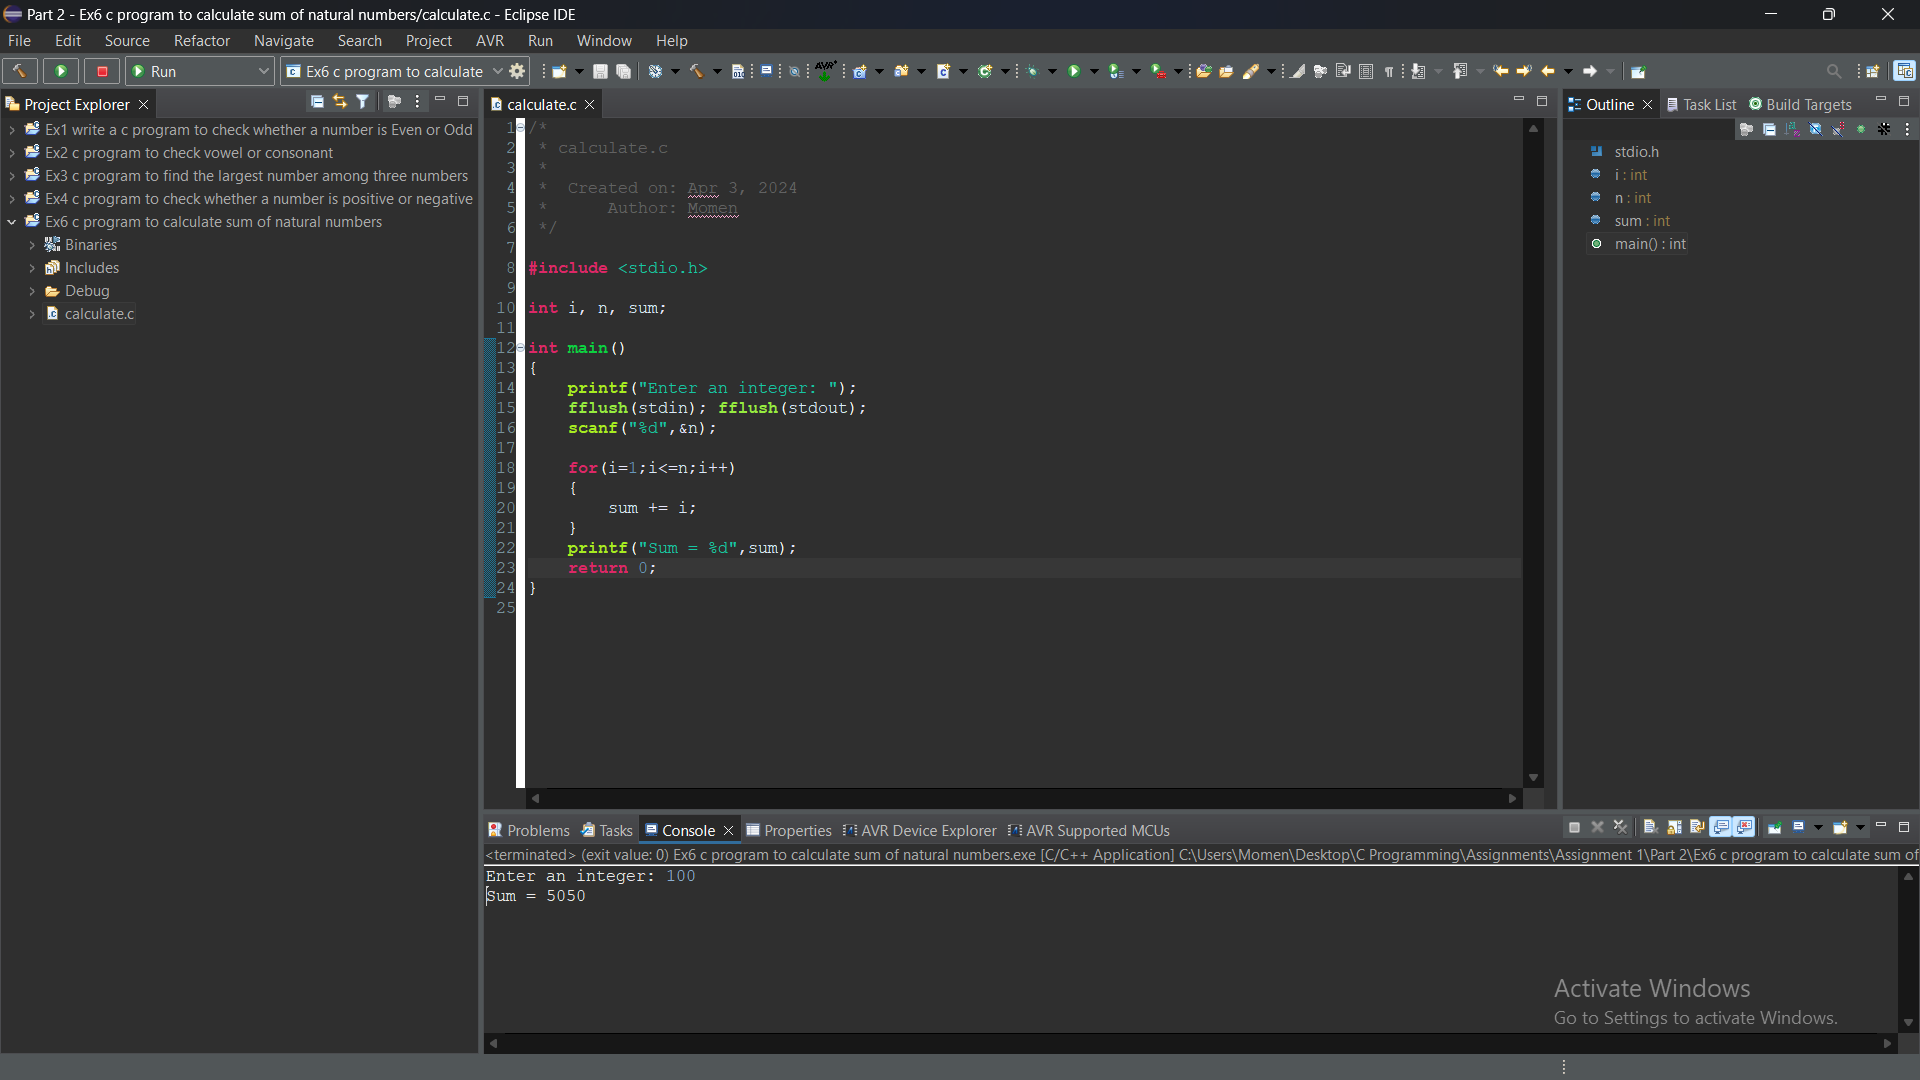 Part 2 - Ex6 c program to calculate sum of natural numbers/calculate.c - Eclipse IDE
File Edit Source Refactor Navigate Search Project AVR Run Window Help
Run
Ex6 c program to calculate
AVR
Project Explorer
Ex1 write a c program to check whether a number is Even or Odd
Ex2 c program to check vowel or consonant
Ex3 c program to find the largest number among three numbers
Ex4 c program to check whether a number is positive or negative
Ex6 c program to calculate sum of natural numbers
Binaries
Includes
Debug
calculate.c
calculate.c
1 /*
2 * calculate.c
3 *
4 * Created on: Apr 3, 2024
5 * Author: Momen
6 */
7
8 #include <stdio.h>
9
10 int i, n, sum;
11
12 int main()
13 {
14 printf("Enter an integer: ");
15 fflush(stdin); fflush(stdout);
16 scanf("%d",&n);
17
18 for(i=1;i<=n;i++)
19 {
20 sum += i;
21 }
22 printf("Sum = %d",sum);
23 return 0;
24 }
25
Outline Task List Build Targets
stdio.h
i : int
n : int
sum : int
main() : int
Problems Tasks Console Properties AVR Device Explorer AVR Supported MCUs
<terminated> (exit value: 0) Ex6 c program to calculate sum of natural numbers.exe [C/C++ Application] C:\Users\Momen\Desktop\C Programming\Assignments\Assignment 1\Part 2\Ex6 c program to calculate sum of
Enter an integer: 100
Sum = 5050
Activate Windows
Go to Settings to activate Windows.